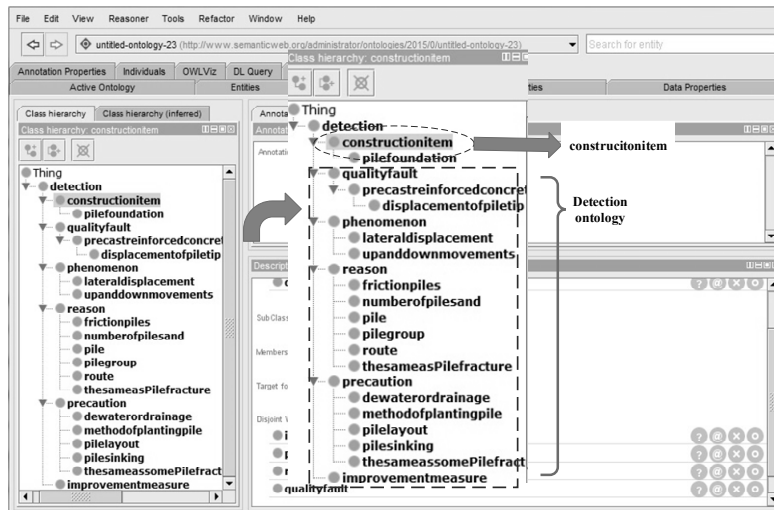 File Edit View Reasoner Tools Refactor Window Help
untitled-ontology-23 (http://www.semanticweb.org/administrator/ontologies/2015/0/untitled-ontology-23)
Search for entity
Annotation Properties Individuals OWLViz DL Query
Active Ontology Entities ties Data Properties
Class hierarchy Class hierarchy (inferred)
Class hierarchy: constructionitem
Thing
detection
constructionitem
pilefoundation
qualityfault
precastreinforcedconcret
displacementofpiletip
phenomenon
lateraldisplacement
upanddownmovements
reason
frictionpiles
numberofpilesand
pile
pilegroup
route
thesameasPilefracture
precaution
dewaterordrainage
methodofplantingpile
pilelayout
pilesinking
thesameassomePilefract
improvementmeasure
Class hierarchy: constructionitem
Thing
detection
constructionitem
pilefoundation
qualityfault
precastreinforcedconcret
displacementofpiletip
phenomenon
lateraldisplacement
upanddownmovements
reason
frictionpiles
numberofpilesand
pile
pilegroup
route
thesameasPilefracture
precaution
dewaterordrainage
methodofplantingpile
pilelayout
pilesinking
thesameassomePilefract
improvementmeasure
Annota
Annotation
Annotatio
Descript
SubClass
Members
Target fo
Disjoint
qualityfault
construcitonitem
Detection
ontology